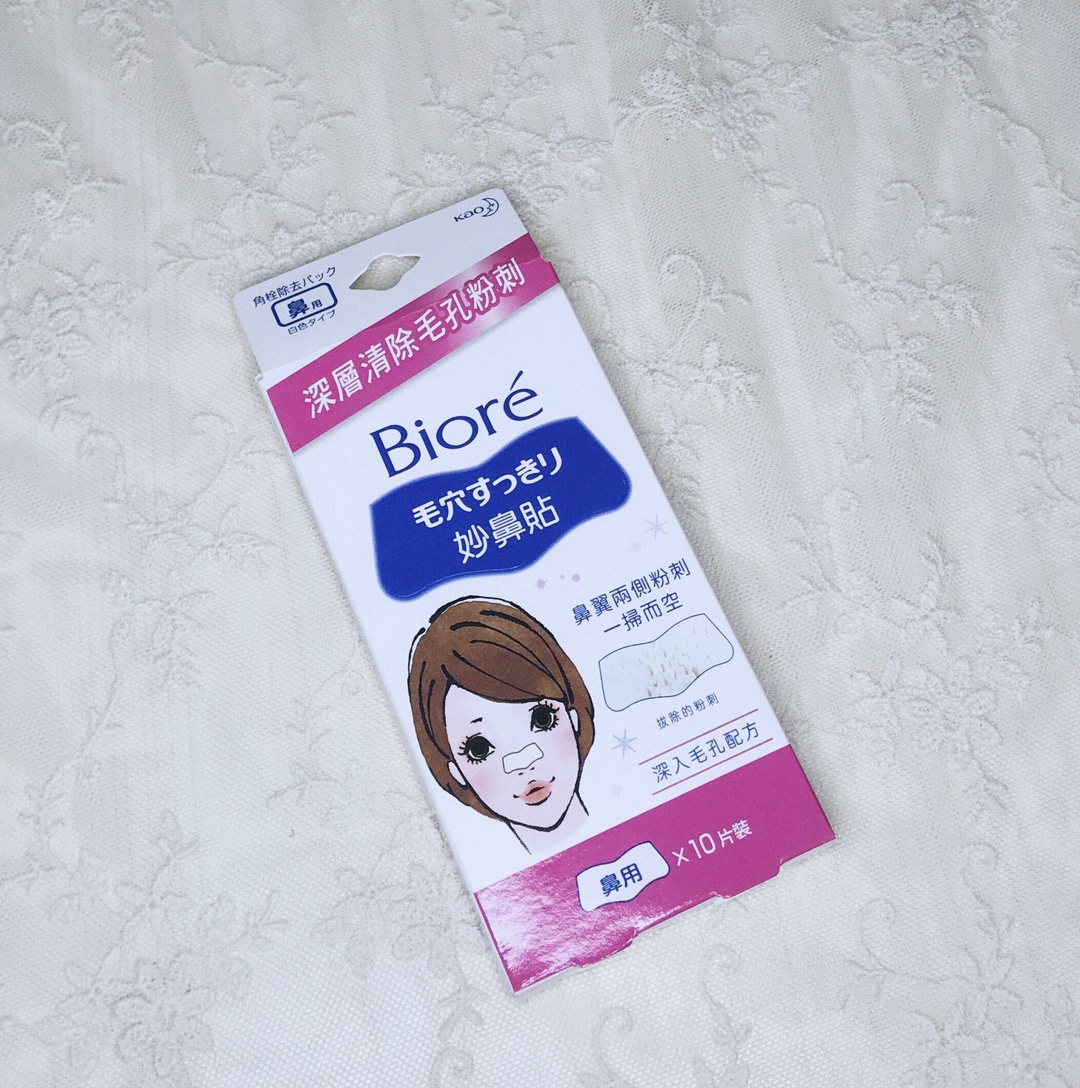 Kao
角栓除去パック
鼻用
白色タイプ
深層清除毛孔粉刺
Bioré
毛穴すっきり
妙鼻貼
鼻翼兩側粉刺
一掃而空
拔除的粉刺
深入毛孔配方
鼻用 x10片裝